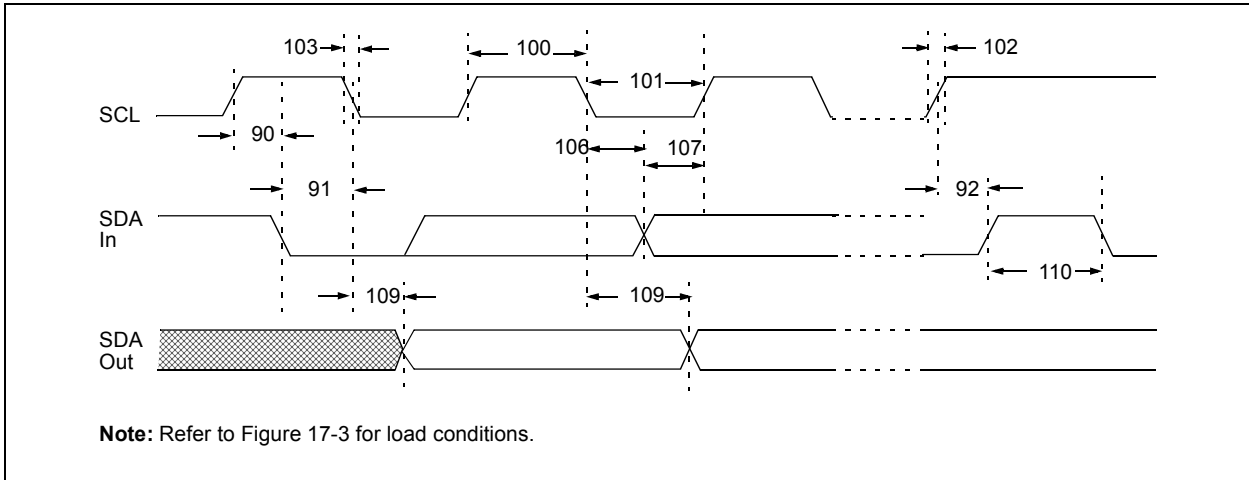 103
100
101
102
SCL
90
106
107
91
92
SDA
In
110
109
109
SDA
Out
Note: Refer to Figure 17-3 for load conditions.